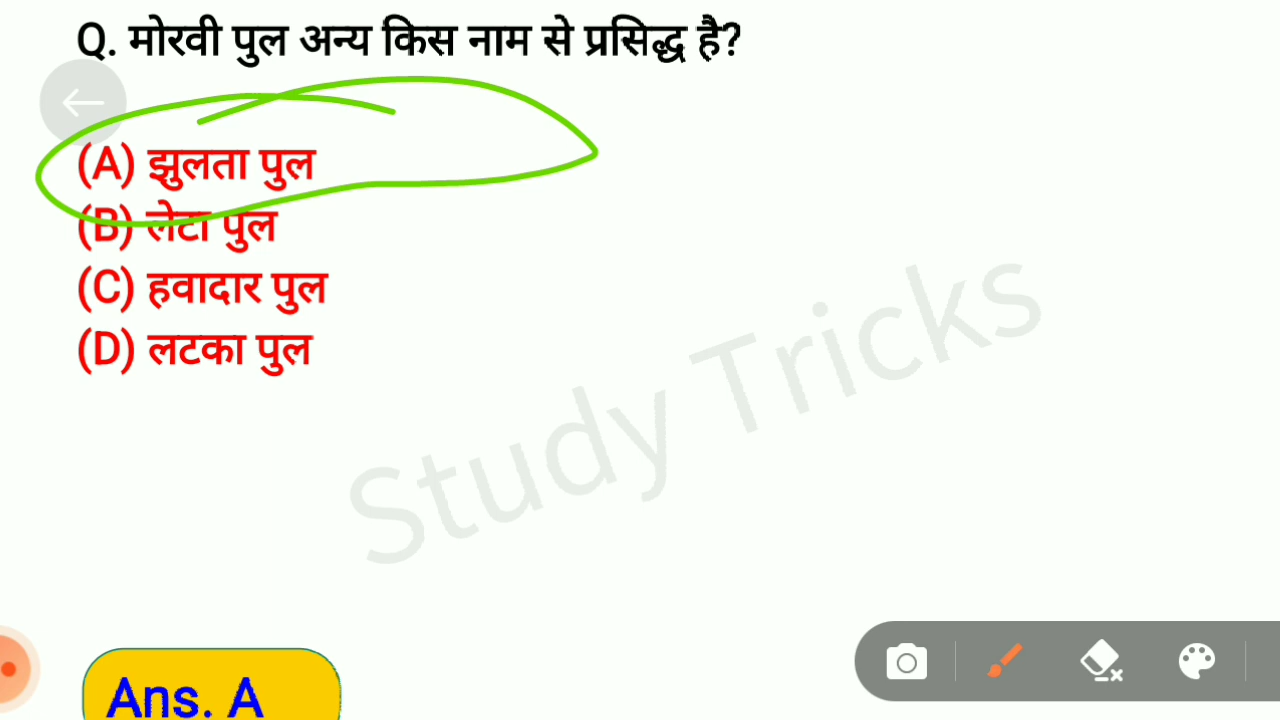 Q. मोरवी पुल अन्य किस नाम से प्रसिद्ध है?
(A) झुलता पुल
(B) लेटा पुल
(C) हवादार पुल
(D) लटका पुल
Study Tricks
Ans. A